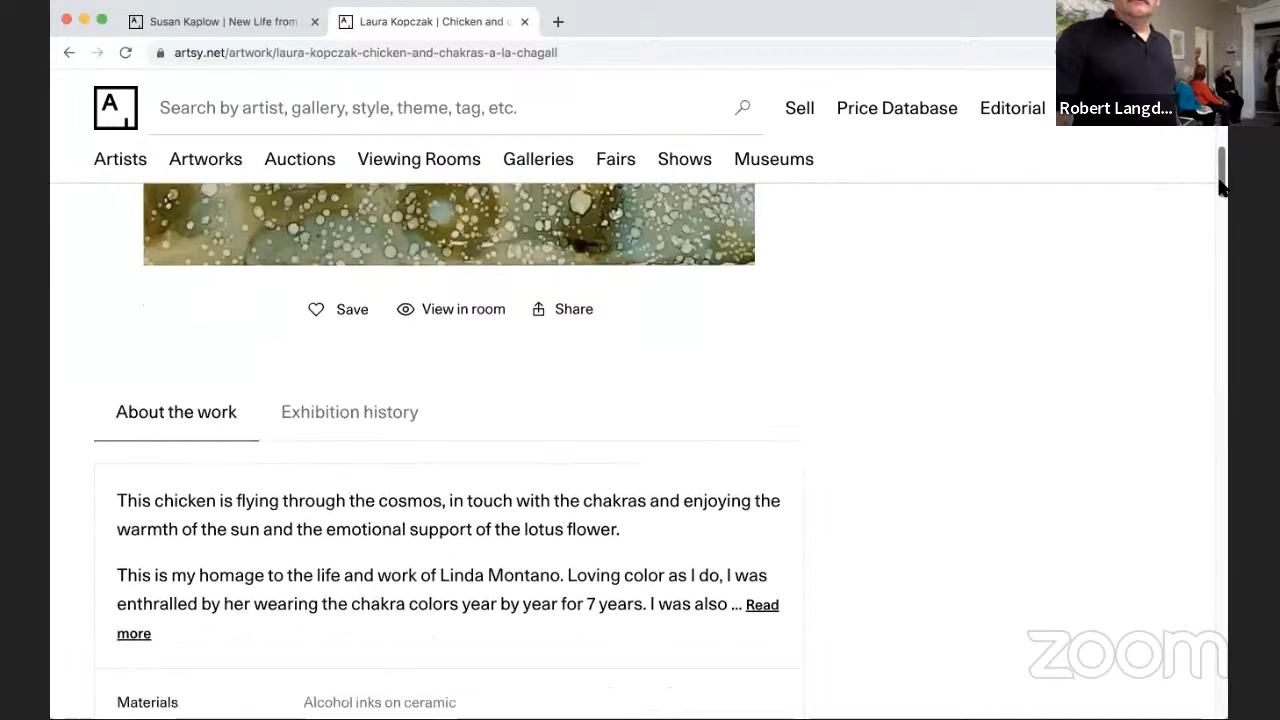 Susan Kaplow | New Life from
Laura Kopczak | Chicken and c
artsy.net/artwork/laura-kopczak-chicken-and-chakras-a-la-chagall
A
Search by artist, gallery, style, theme, tag, etc.
Sell
Price Database
Editorial
Robert Langd...
Artists
Artworks
Auctions
Viewing Rooms
Galleries
Fairs
Shows
Museums
Save
View in room
Share
About the work
Exhibition history
This chicken is flying through the cosmos, in touch with the chakras and enjoying the
warmth of the sun and the emotional support of the lotus flower.
This is my homage to the life and work of Linda Montano. Loving color as I do, I was
enthralled by her wearing the chakra colors year by year for 7 years. I was also ... Read
more
zoom
Materials
Alcohol inks on ceramic